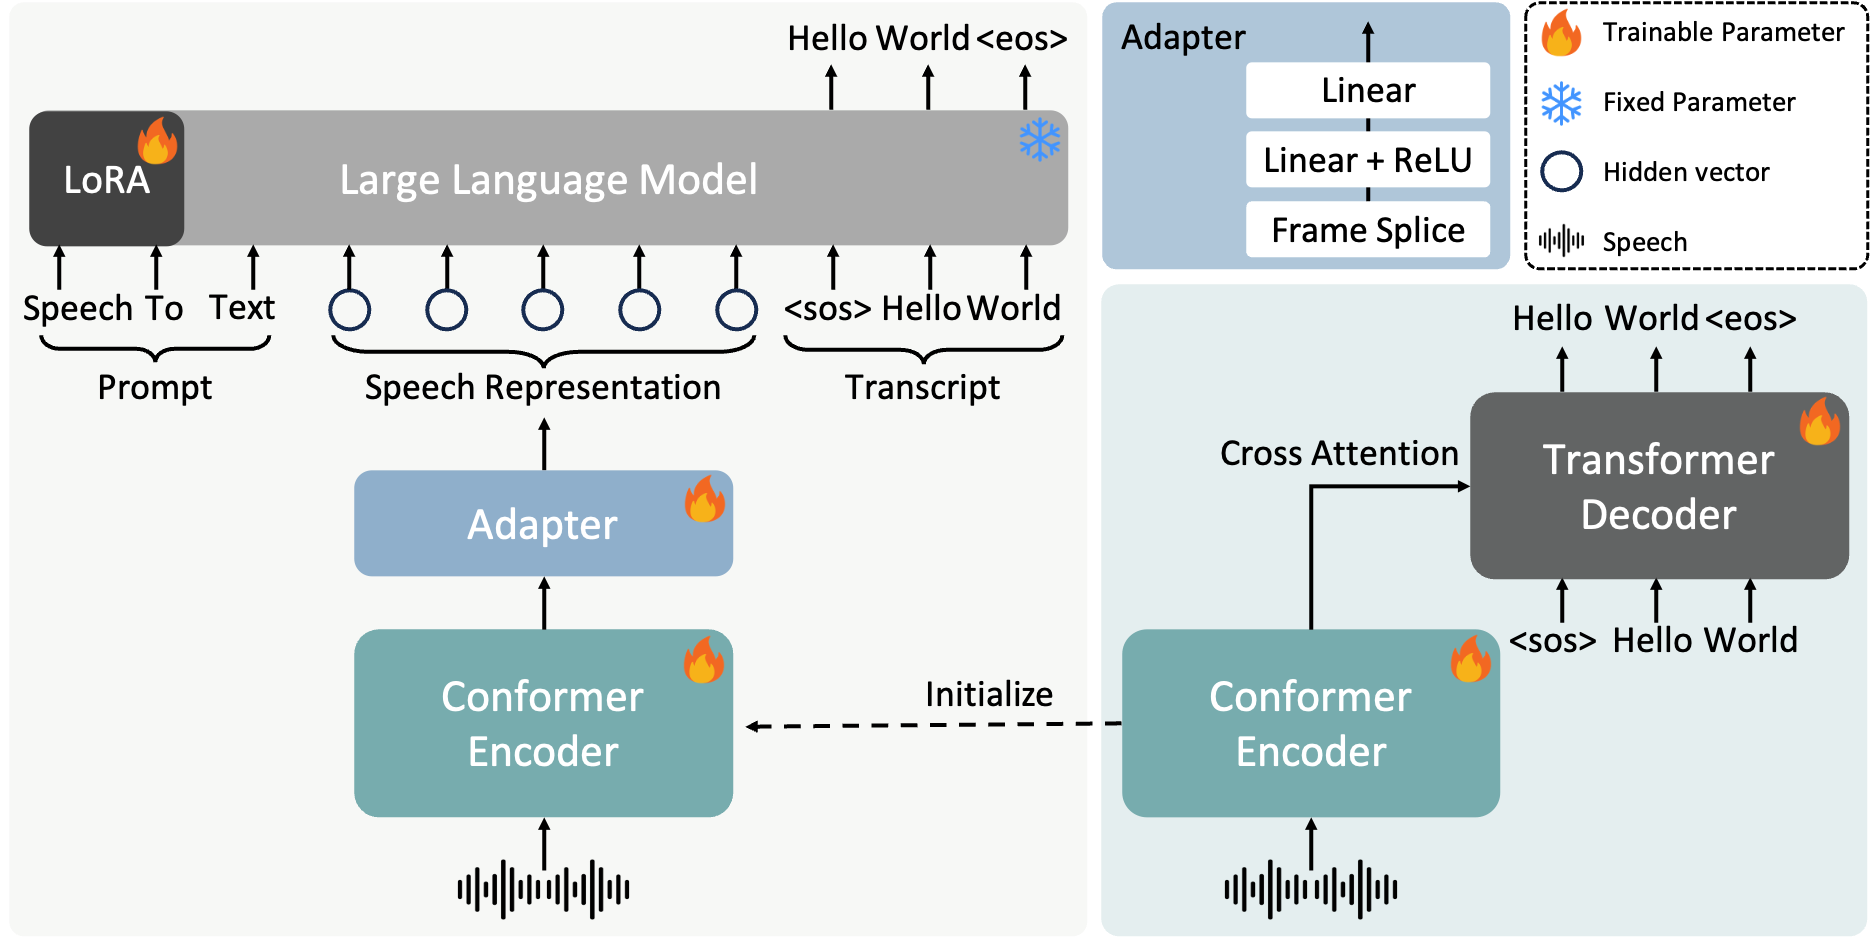 Hello World <eos>
LoRA
Large Language Model
Speech To Text
<sos> Hello World
Prompt
Speech Representation
Transcript
Adapter
Conformer
Encoder
Initialize
Adapter
Linear
Linear + ReLU
Frame Splice
Trainable Parameter
Fixed Parameter
Hidden vector
Speech
Hello World <eos>
Cross Attention
Transformer
Decoder
<sos> Hello World
Conformer
Encoder